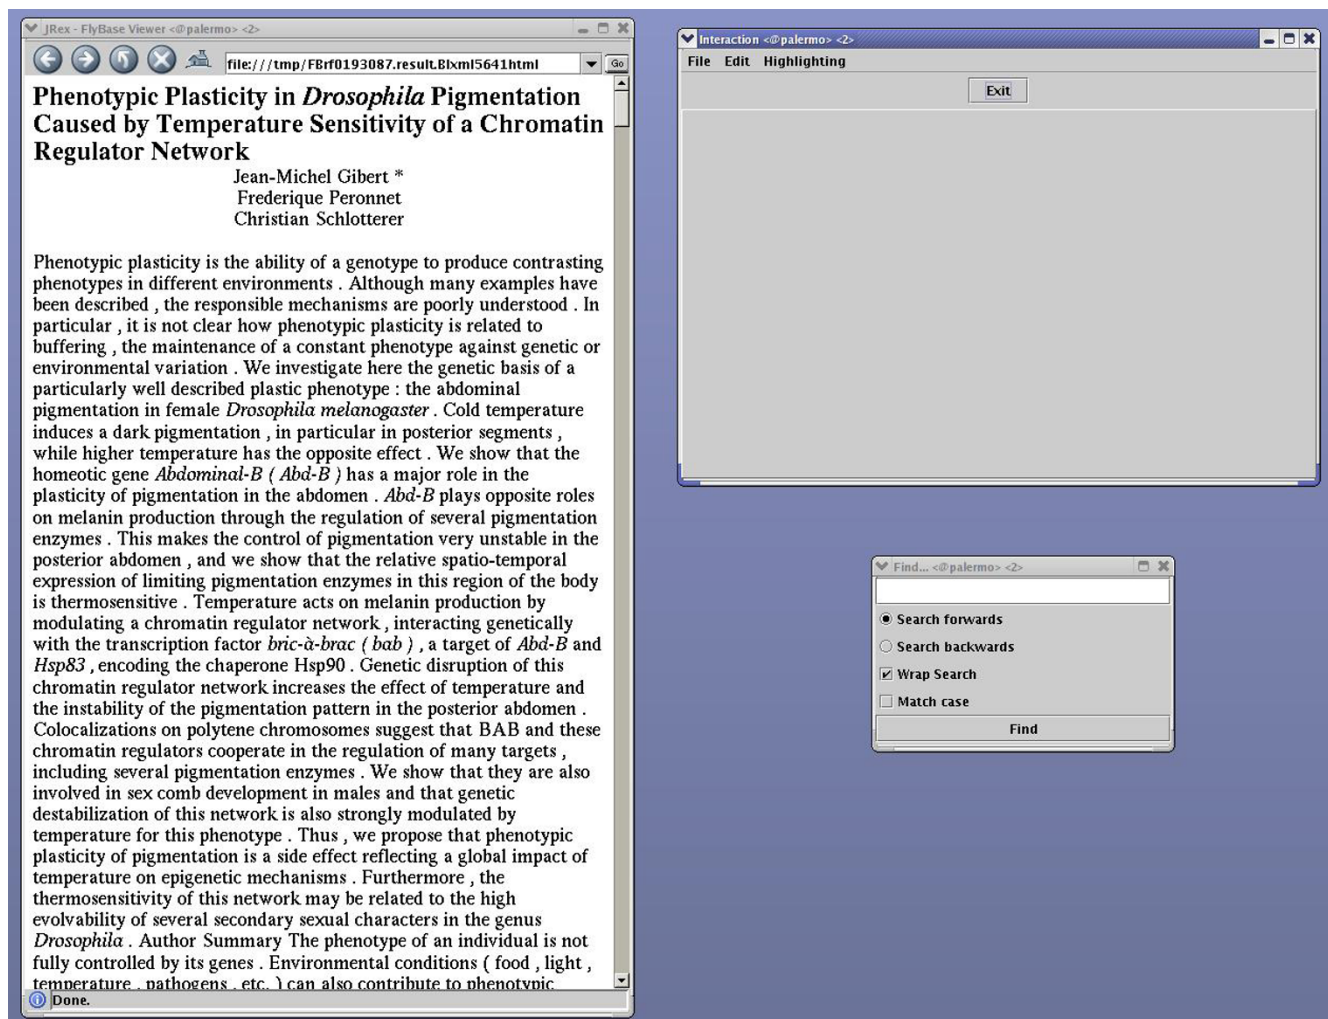 JRex - FlyBase Viewer <@palermo> <2>
file:///tmp/FBrf0193087.result.Blxml5641html
Go
Phenotypic Plasticity in Drosophila Pigmentation
Caused by Temperature Sensitivity of a Chromatin
Regulator Network
Jean-Michel Gibert *
Frederique Peronnet
Christian Schlotterer
Phenotypic plasticity is the ability of a genotype to produce contrasting
phenotypes in different environments . Although many examples have
been described , the responsible mechanisms are poorly understood . In
particular , it is not clear how phenotypic plasticity is related to
buffering , the maintenance of a constant phenotype against genetic or
environmental variation . We investigate here the genetic basis of a
particularly well described plastic phenotype : the abdominal
pigmentation in female Drosophila melanogaster . Cold temperature
induces a dark pigmentation , in particular in posterior segments ,
while higher temperature has the opposite effect . We show that the
homeotic gene Abdominal-B ( Abd-B ) has a major role in the
plasticity of pigmentation in the abdomen . Abd-B plays opposite roles
on melanin production through the regulation of several pigmentation
enzymes . This makes the control of pigmentation very unstable in the
posterior abdomen , and we show that the relative spatio-temporal
expression of limiting pigmentation enzymes in this region of the body
is thermosensitive . Temperature acts on melanin production by
modulating a chromatin regulator network , interacting genetically
with the transcription factor bric-à-brac ( bab ) , a target of Abd-B and
Hsp83 , encoding the chaperone Hsp90 . Genetic disruption of this
chromatin regulator network increases the effect of temperature and
the instability of the pigmentation pattern in the posterior abdomen .
Colocalizations on polytene chromosomes suggest that BAB and these
chromatin regulators cooperate in the regulation of many targets ,
including several pigmentation enzymes . We show that they are also
involved in sex comb development in males and that genetic
destabilization of this network is also strongly modulated by
temperature for this phenotype . Thus , we propose that phenotypic
plasticity of pigmentation is a side effect reflecting a global impact of
temperature on epigenetic mechanisms . Furthermore , the
thermosensitivity of this network may be related to the high
evolvability of several secondary sexual characters in the genus
Drosophila . Author Summary The phenotype of an individual is not
fully controlled by its genes . Environmental conditions ( food , light ,
temperature , pathogens , etc. ) can also contribute to phenotypic
Done.
Interaction <@palermo> <2>
File Edit Highlighting
Exit
Find... <@palermo> <2>
Search forwards
Search backwards
Wrap Search
Match case
Find